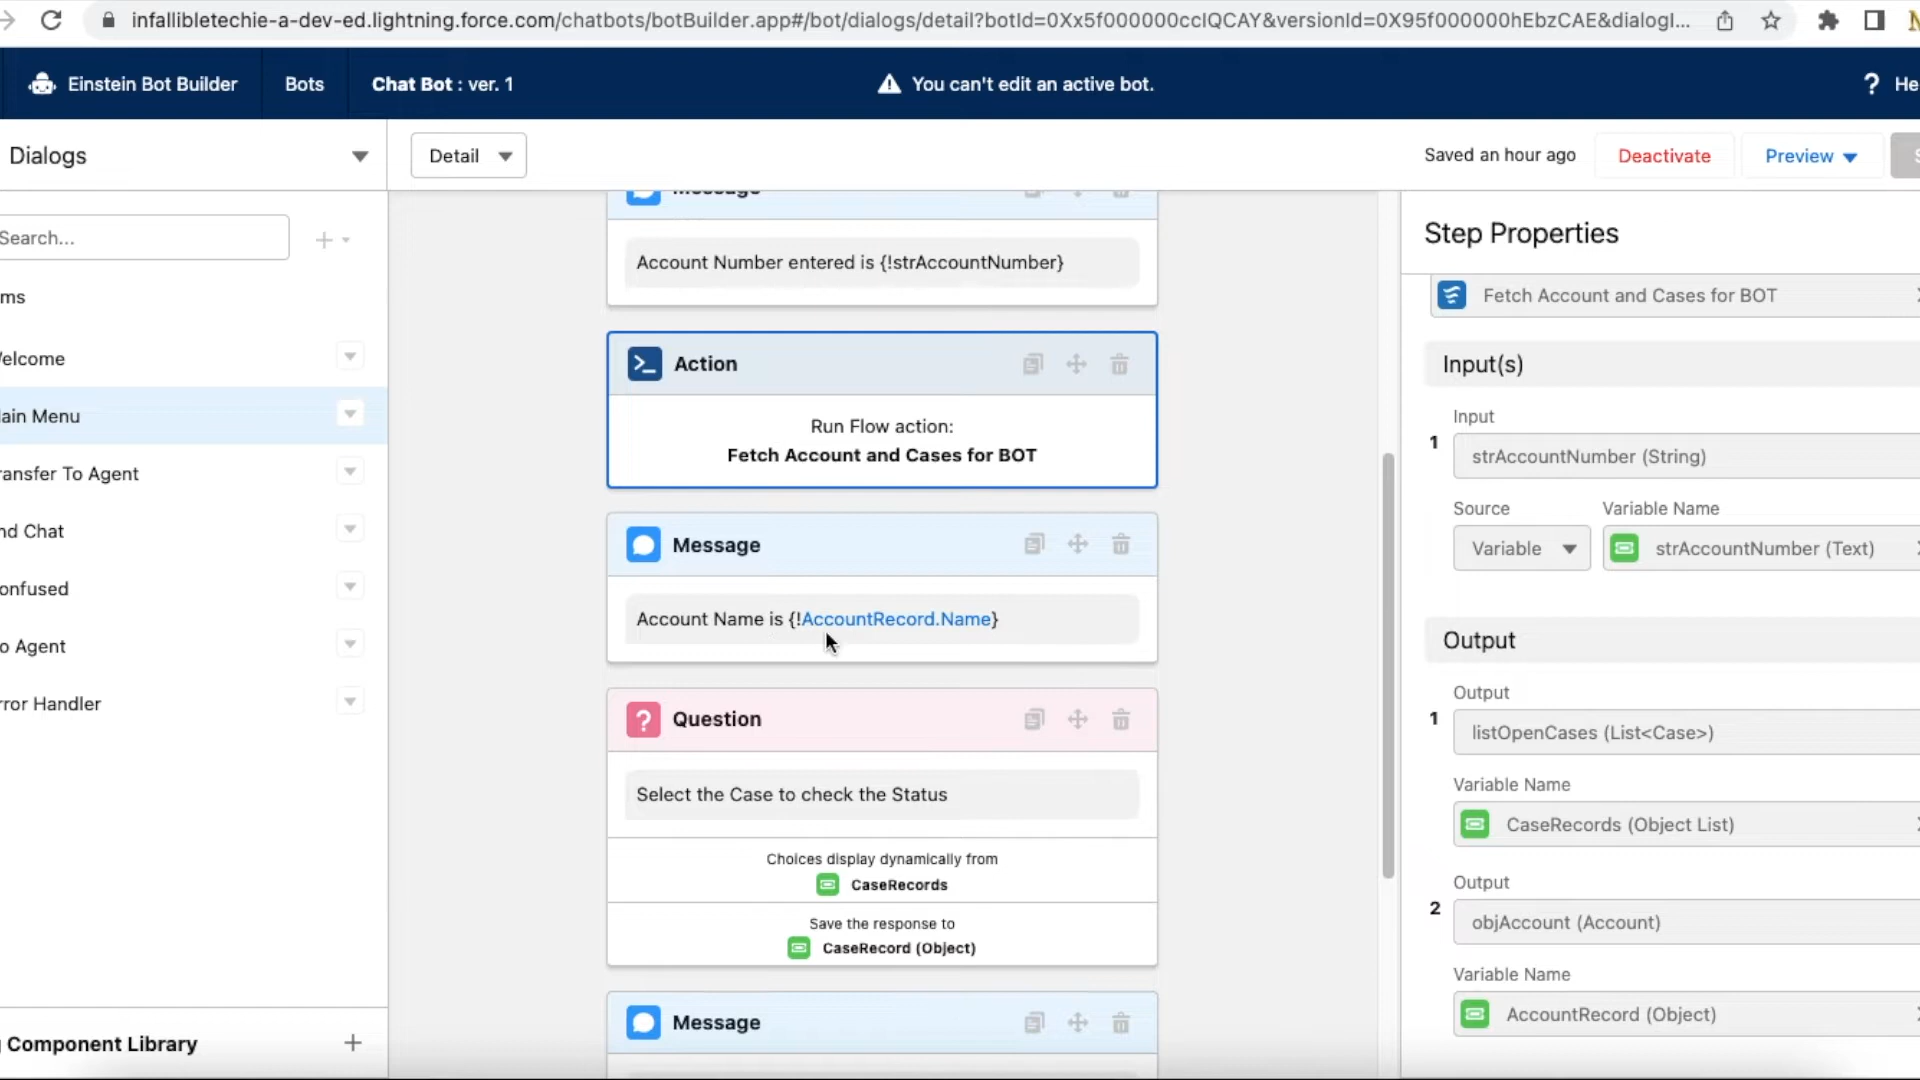 infallibletechie-a-dev-ed.lightning.force.com/chatbots/botBuilder.app#/bot/dialogs/detail?botId=0Xx5f000000ccIQCAY&versionId=0X95f000000hEbzCAE&dialogI...
Einstein Bot Builder
Bots
Chat Bot : ver. 1
You can't edit an active bot.
? He
Dialogs
Detail
Saved an hour ago
Deactivate
Preview
Search...
ms
elcome
ain Menu
ransfer To Agent
nd Chat
onfused
o Agent
rror Handler
Component Library
Message
Account Number entered is {!strAccountNumber}
Action
Run Flow action:
Fetch Account and Cases for BOT
Message
Account Name is {!AccountRecord.Name}
Question
Select the Case to check the Status
Choices display dynamically from
CaseRecords
Save the response to
CaseRecord (Object)
Message
Step Properties
Fetch Account and Cases for BOT
Input(s)
Input
1
strAccountNumber (String)
Source
Variable Name
Variable
strAccountNumber (Text)
Output
Output
1
listOpenCases (List<Case>)
Variable Name
CaseRecords (Object List)
Output
2
objAccount (Account)
Variable Name
AccountRecord (Object)